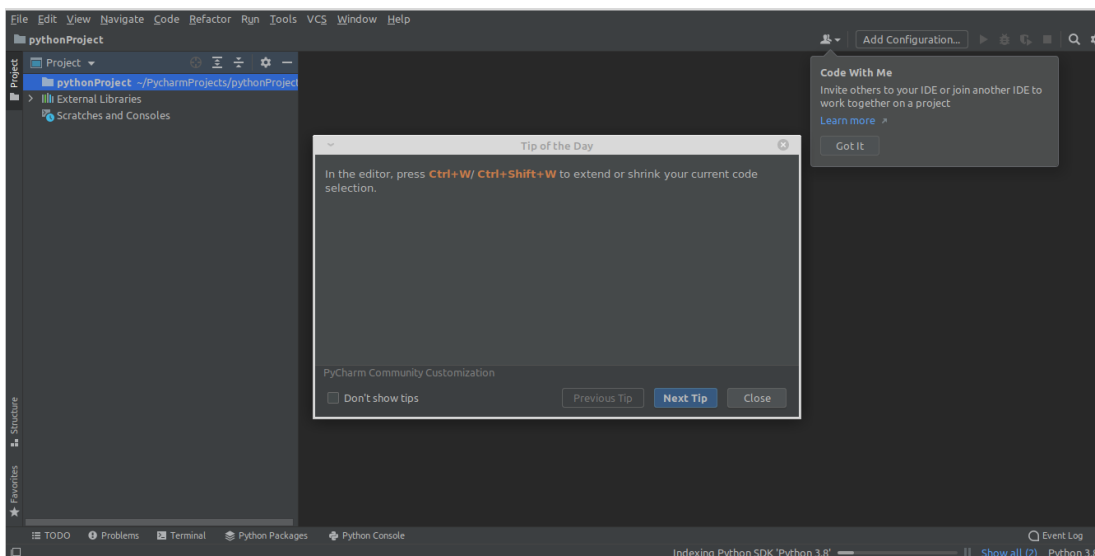 File Edit View Navigate Code Refactor Run Tools VCS Window Help
pythonProject
Add Configuration...
Project
Project
pythonProject ~/PycharmProjects/pythonProject
External Libraries
Scratches and Consoles
Code With Me
Invite others to your IDE or join another IDE to
work together on a project
Learn more
Got It
Tip of the Day
In the editor, press Ctrl+W/ Ctrl+Shift+W to extend or shrink your current code
selection.
PyCharm Community Customization
Don't show tips
Previous Tip
Next Tip
Close
Structure
Favorites
TODO
Problems
Terminal
Python Packages
Python Console
Event Log
Indexing Python SDK 'Python 3.8'
Show all (2)
Python 3.8